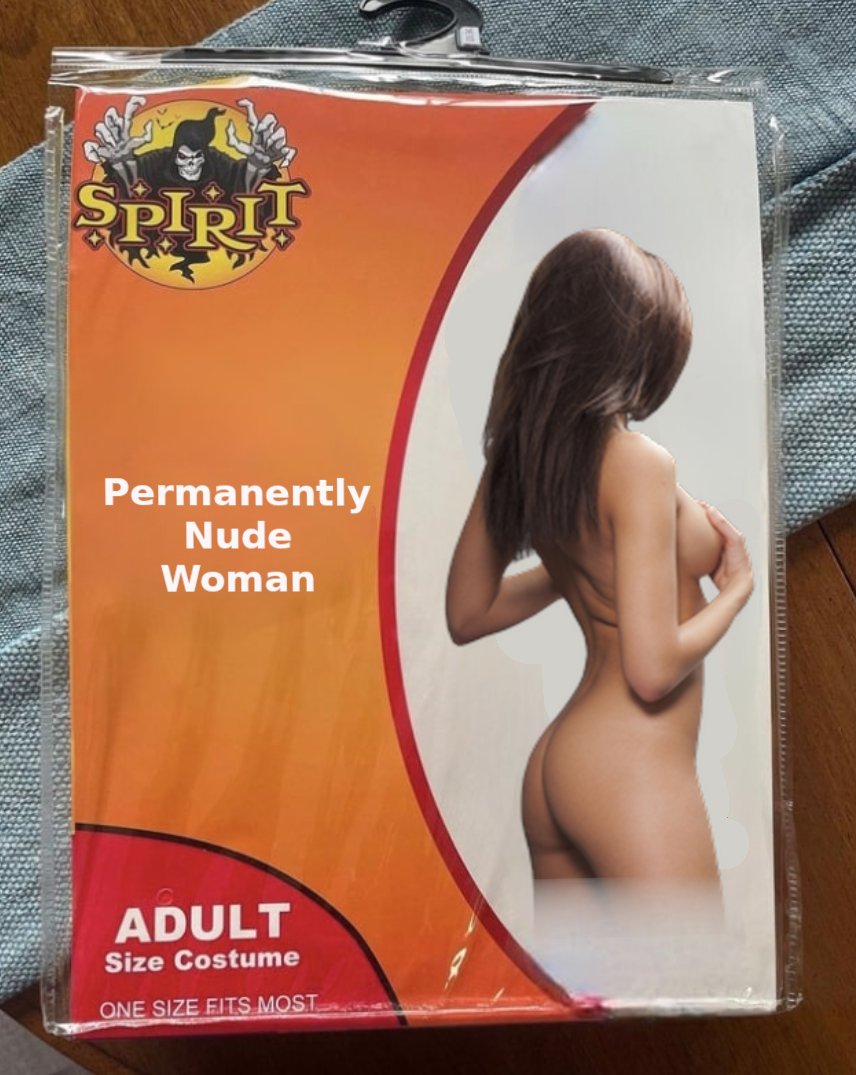 SPIRIT
Permanently
Nude
Woman
ADULT
Size Costume
ONE SIZE FITS MOST